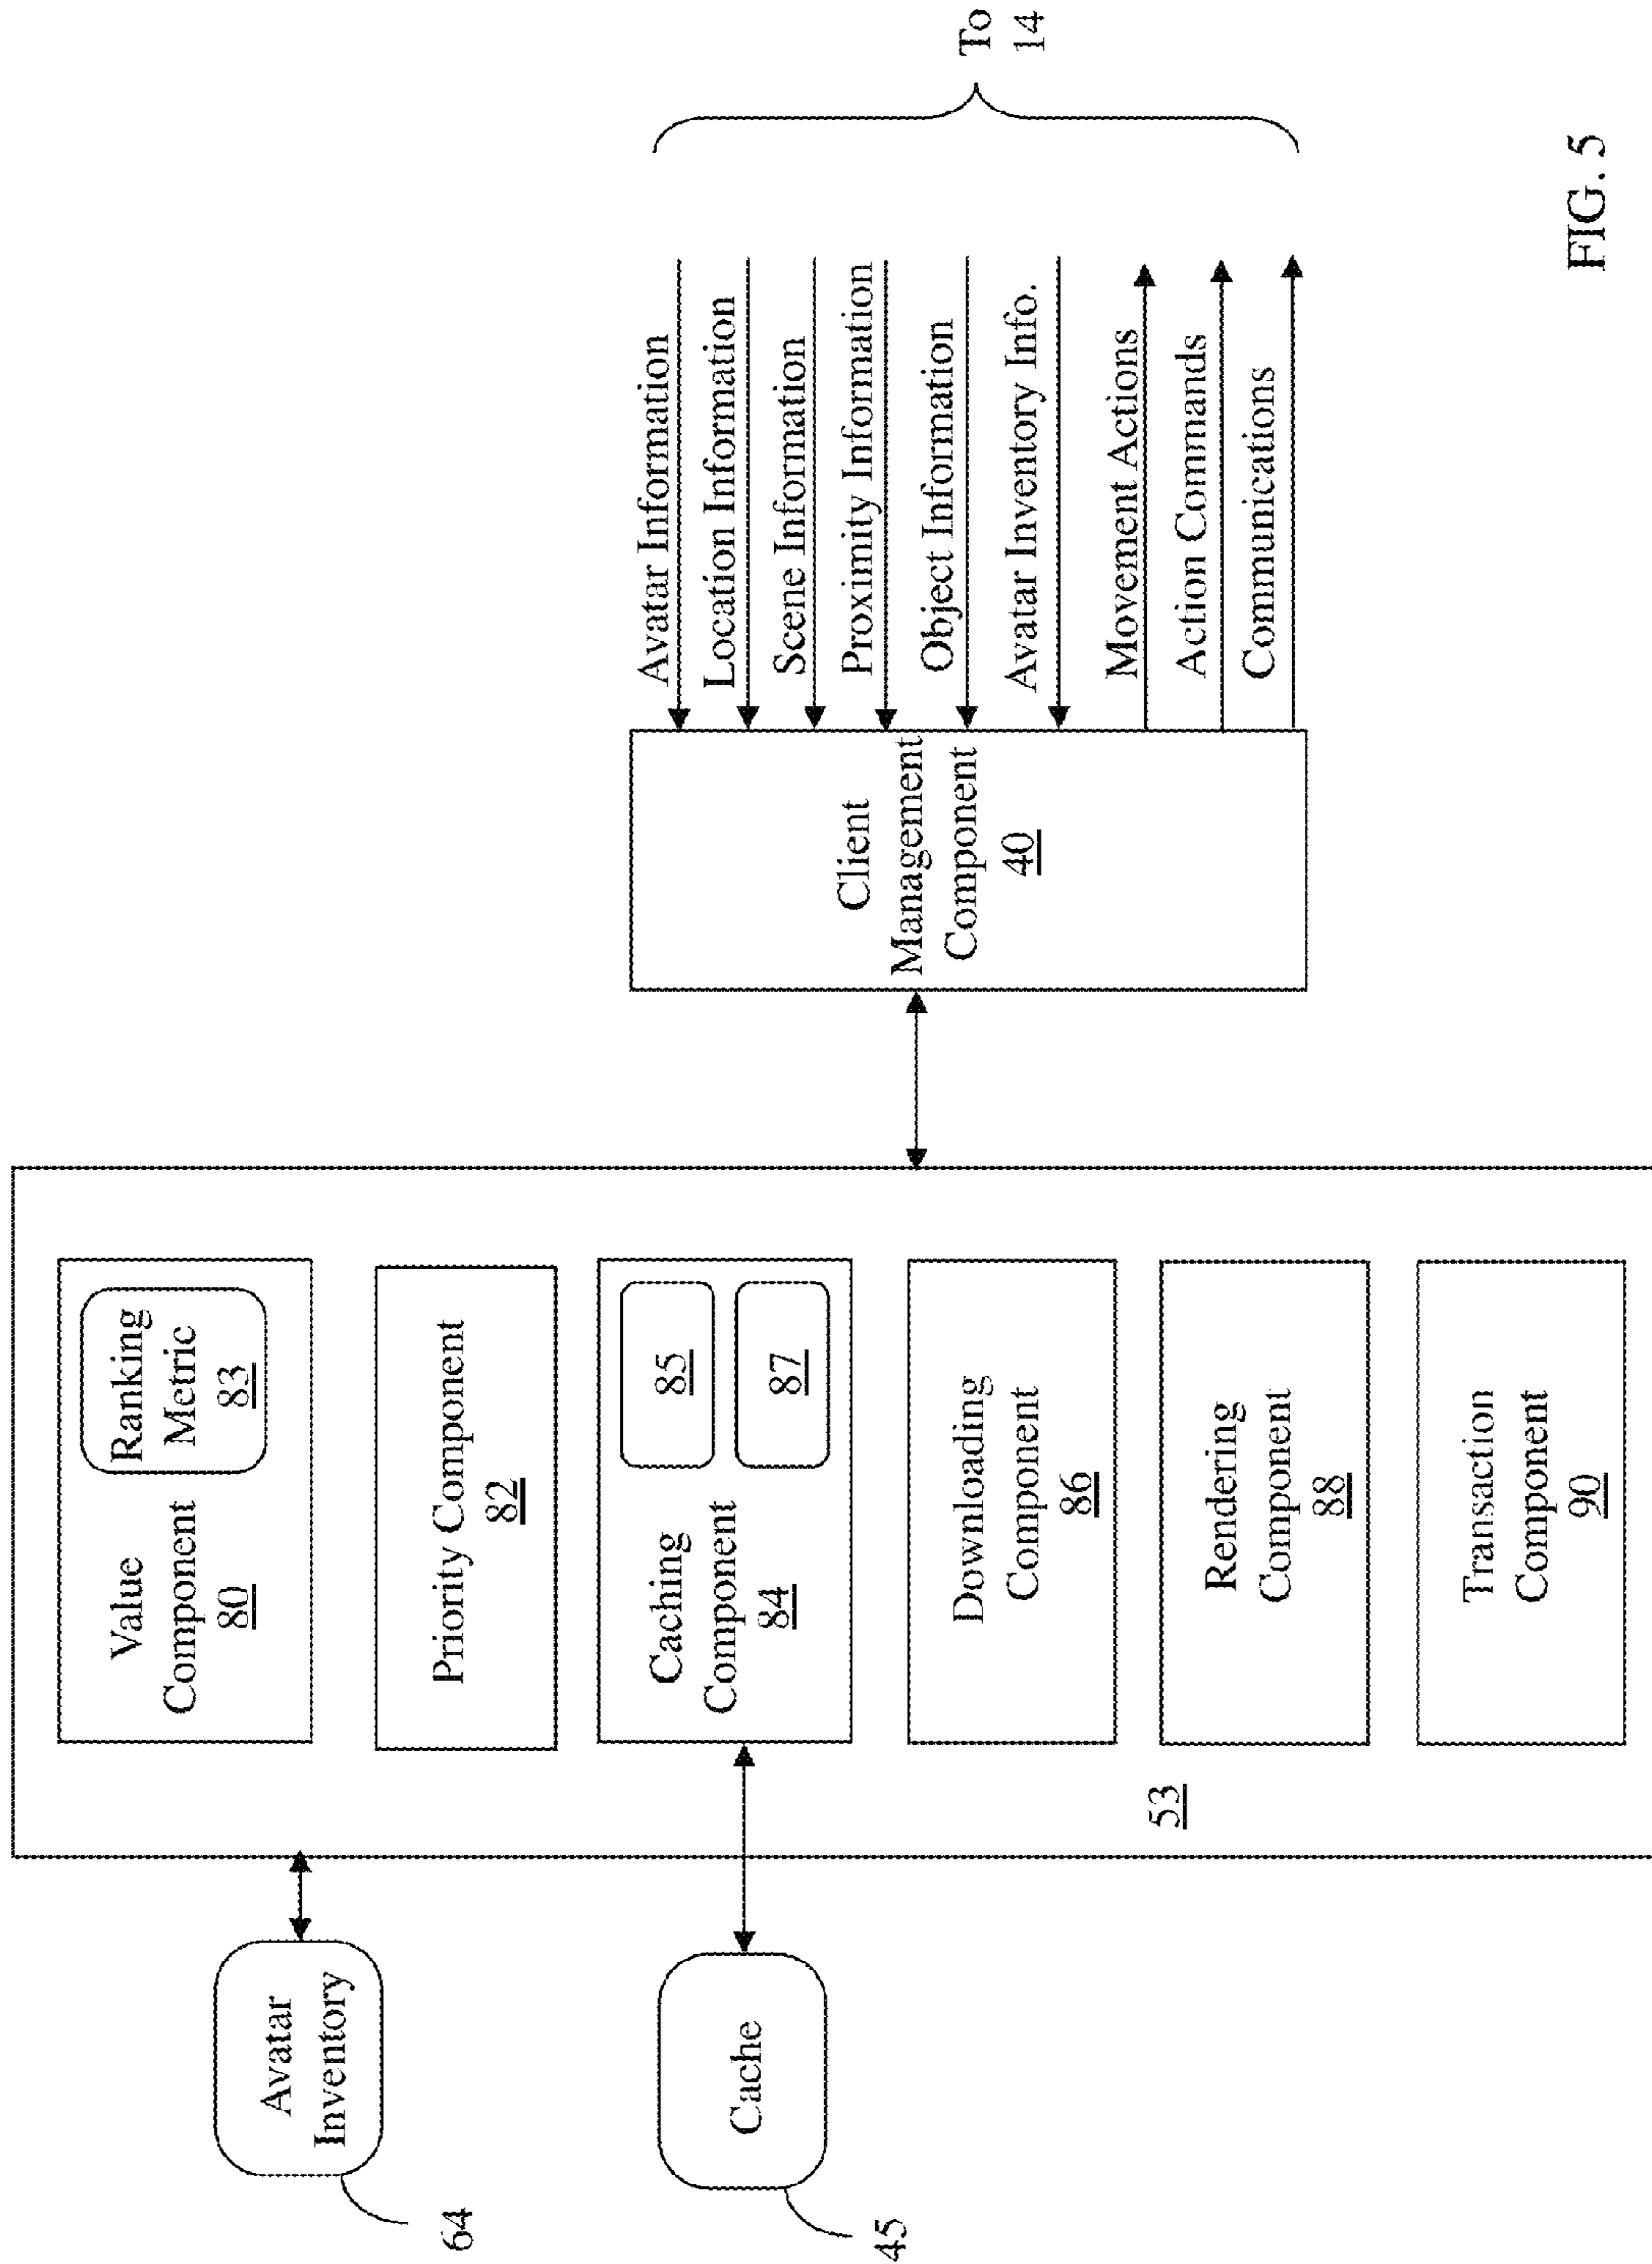 Avatar
Inventory
64
Cache
45
Value
Component
80
Ranking
Metric
83
Priority Component
82
Caching
Component
84
85
87
Downloading
Component
86
Rendering
Component
88
Transaction
Component
90
53
Client
Management
Component
40
Avatar Information
Location Information
Scene Information
Proximity Information
Object Information
Avatar Inventory Info.
Movement Actions
Action Commands
Communications
To
14
FIG. 5